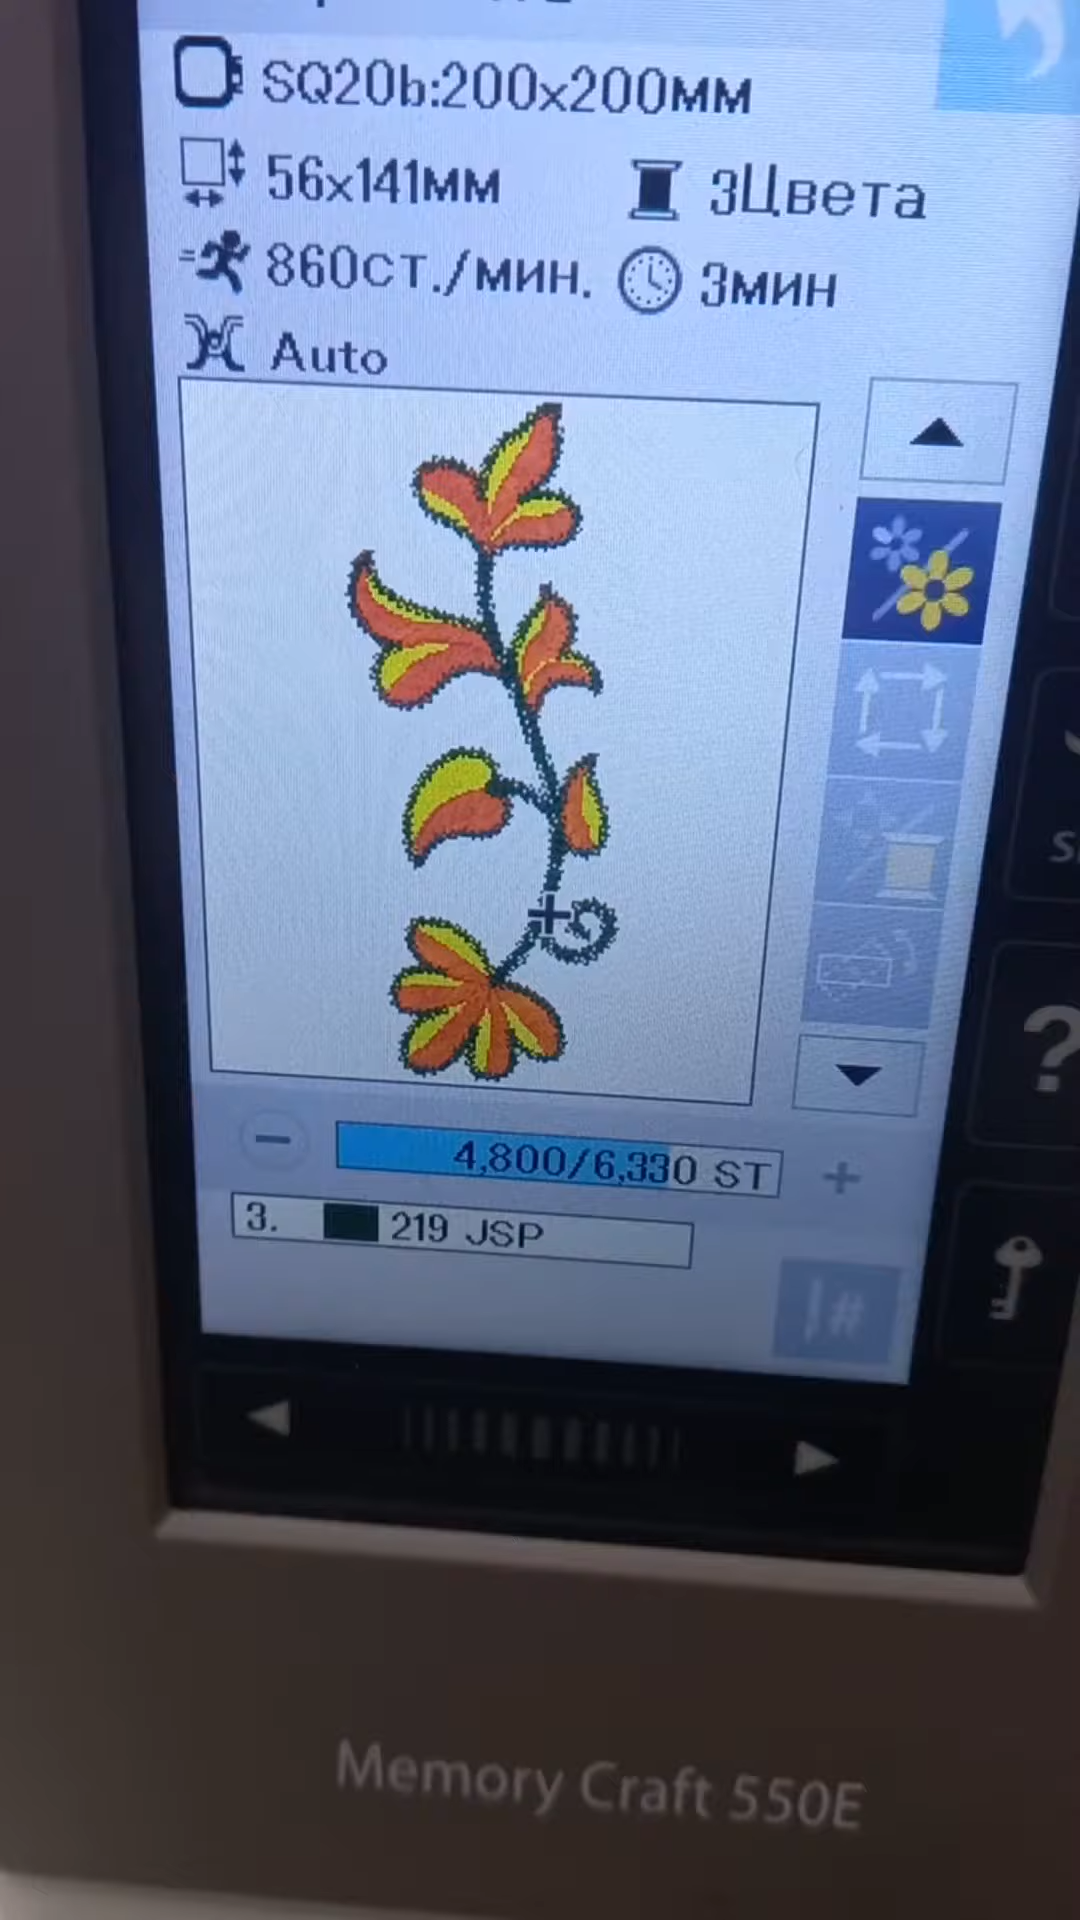 SQ20b:200x200мм
56x141мм 3Цвета
860ст./мин. 3мин
Auto
4,800/6,330 ST
3. 219 JSP
?
Memory Craft 550E